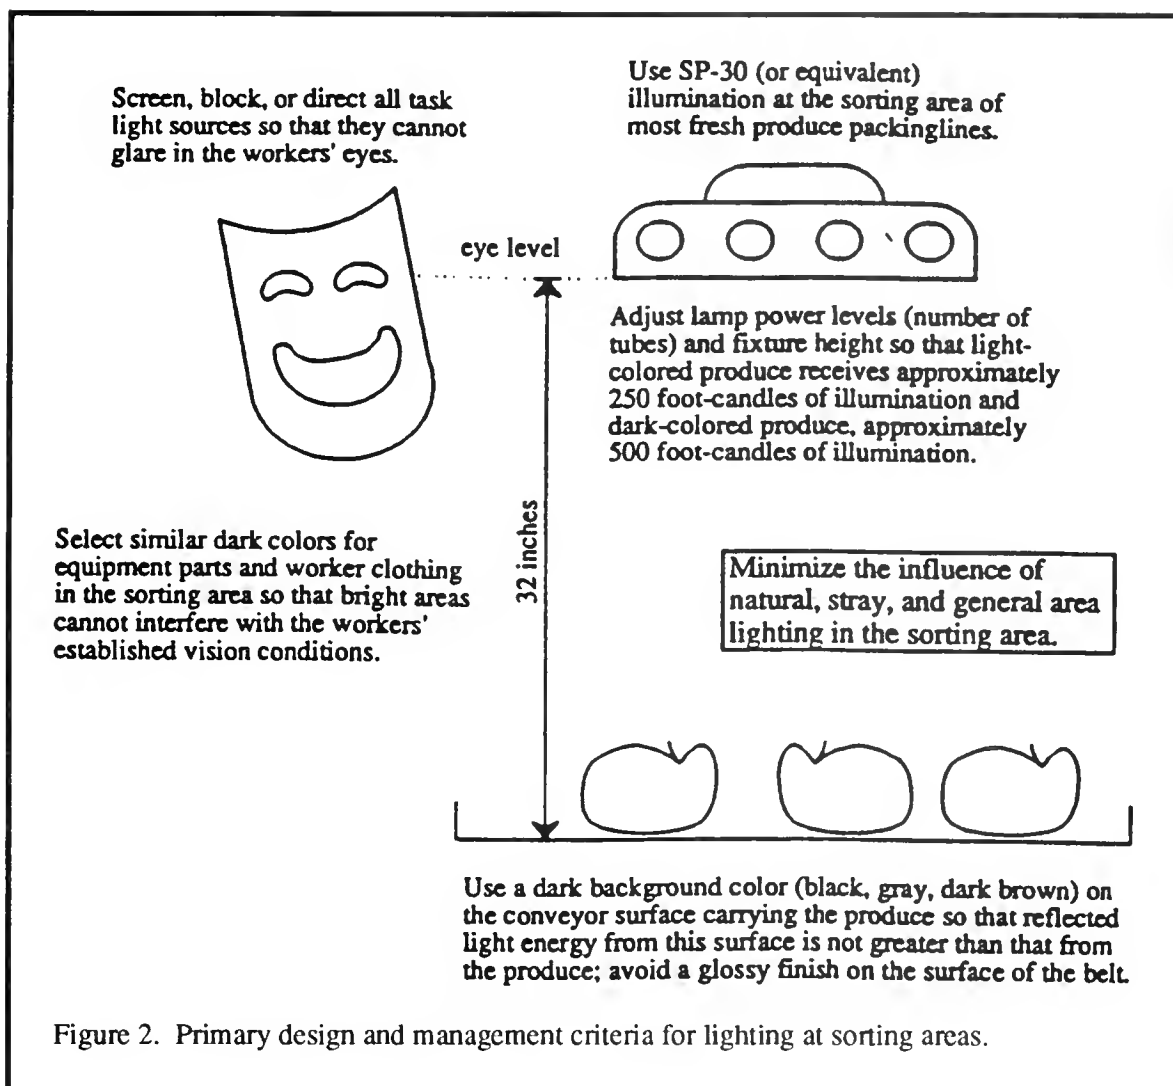 Screen, block, or direct all task
light sources so that they cannot
glare in the workers' eyes.
Use SP-30 (or equivalent)
illumination at the sorting area of
most fresh produce packinglines.
eye level
Adjust lamp power levels (number of
tubes) and fixture height so that light-
colored produce receives approximately
250 foot-candles of illumination and
dark-colored produce, approximately
500 foot-candles of illumination.
32 inches
Select similar dark colors for
equipment parts and worker clothing
in the sorting area so that bright areas
cannot interfere with the workers'
established vision conditions.
Minimize the influence of
natural, stray, and general area
lighting in the sorting area.
Use a dark background color (black, gray, dark brown) on
the conveyor surface carrying the produce so that reflected
light energy from this surface is not greater than that from
the produce; avoid a glossy finish on the surface of the belt.
Figure 2. Primary design and management criteria for lighting at sorting areas.